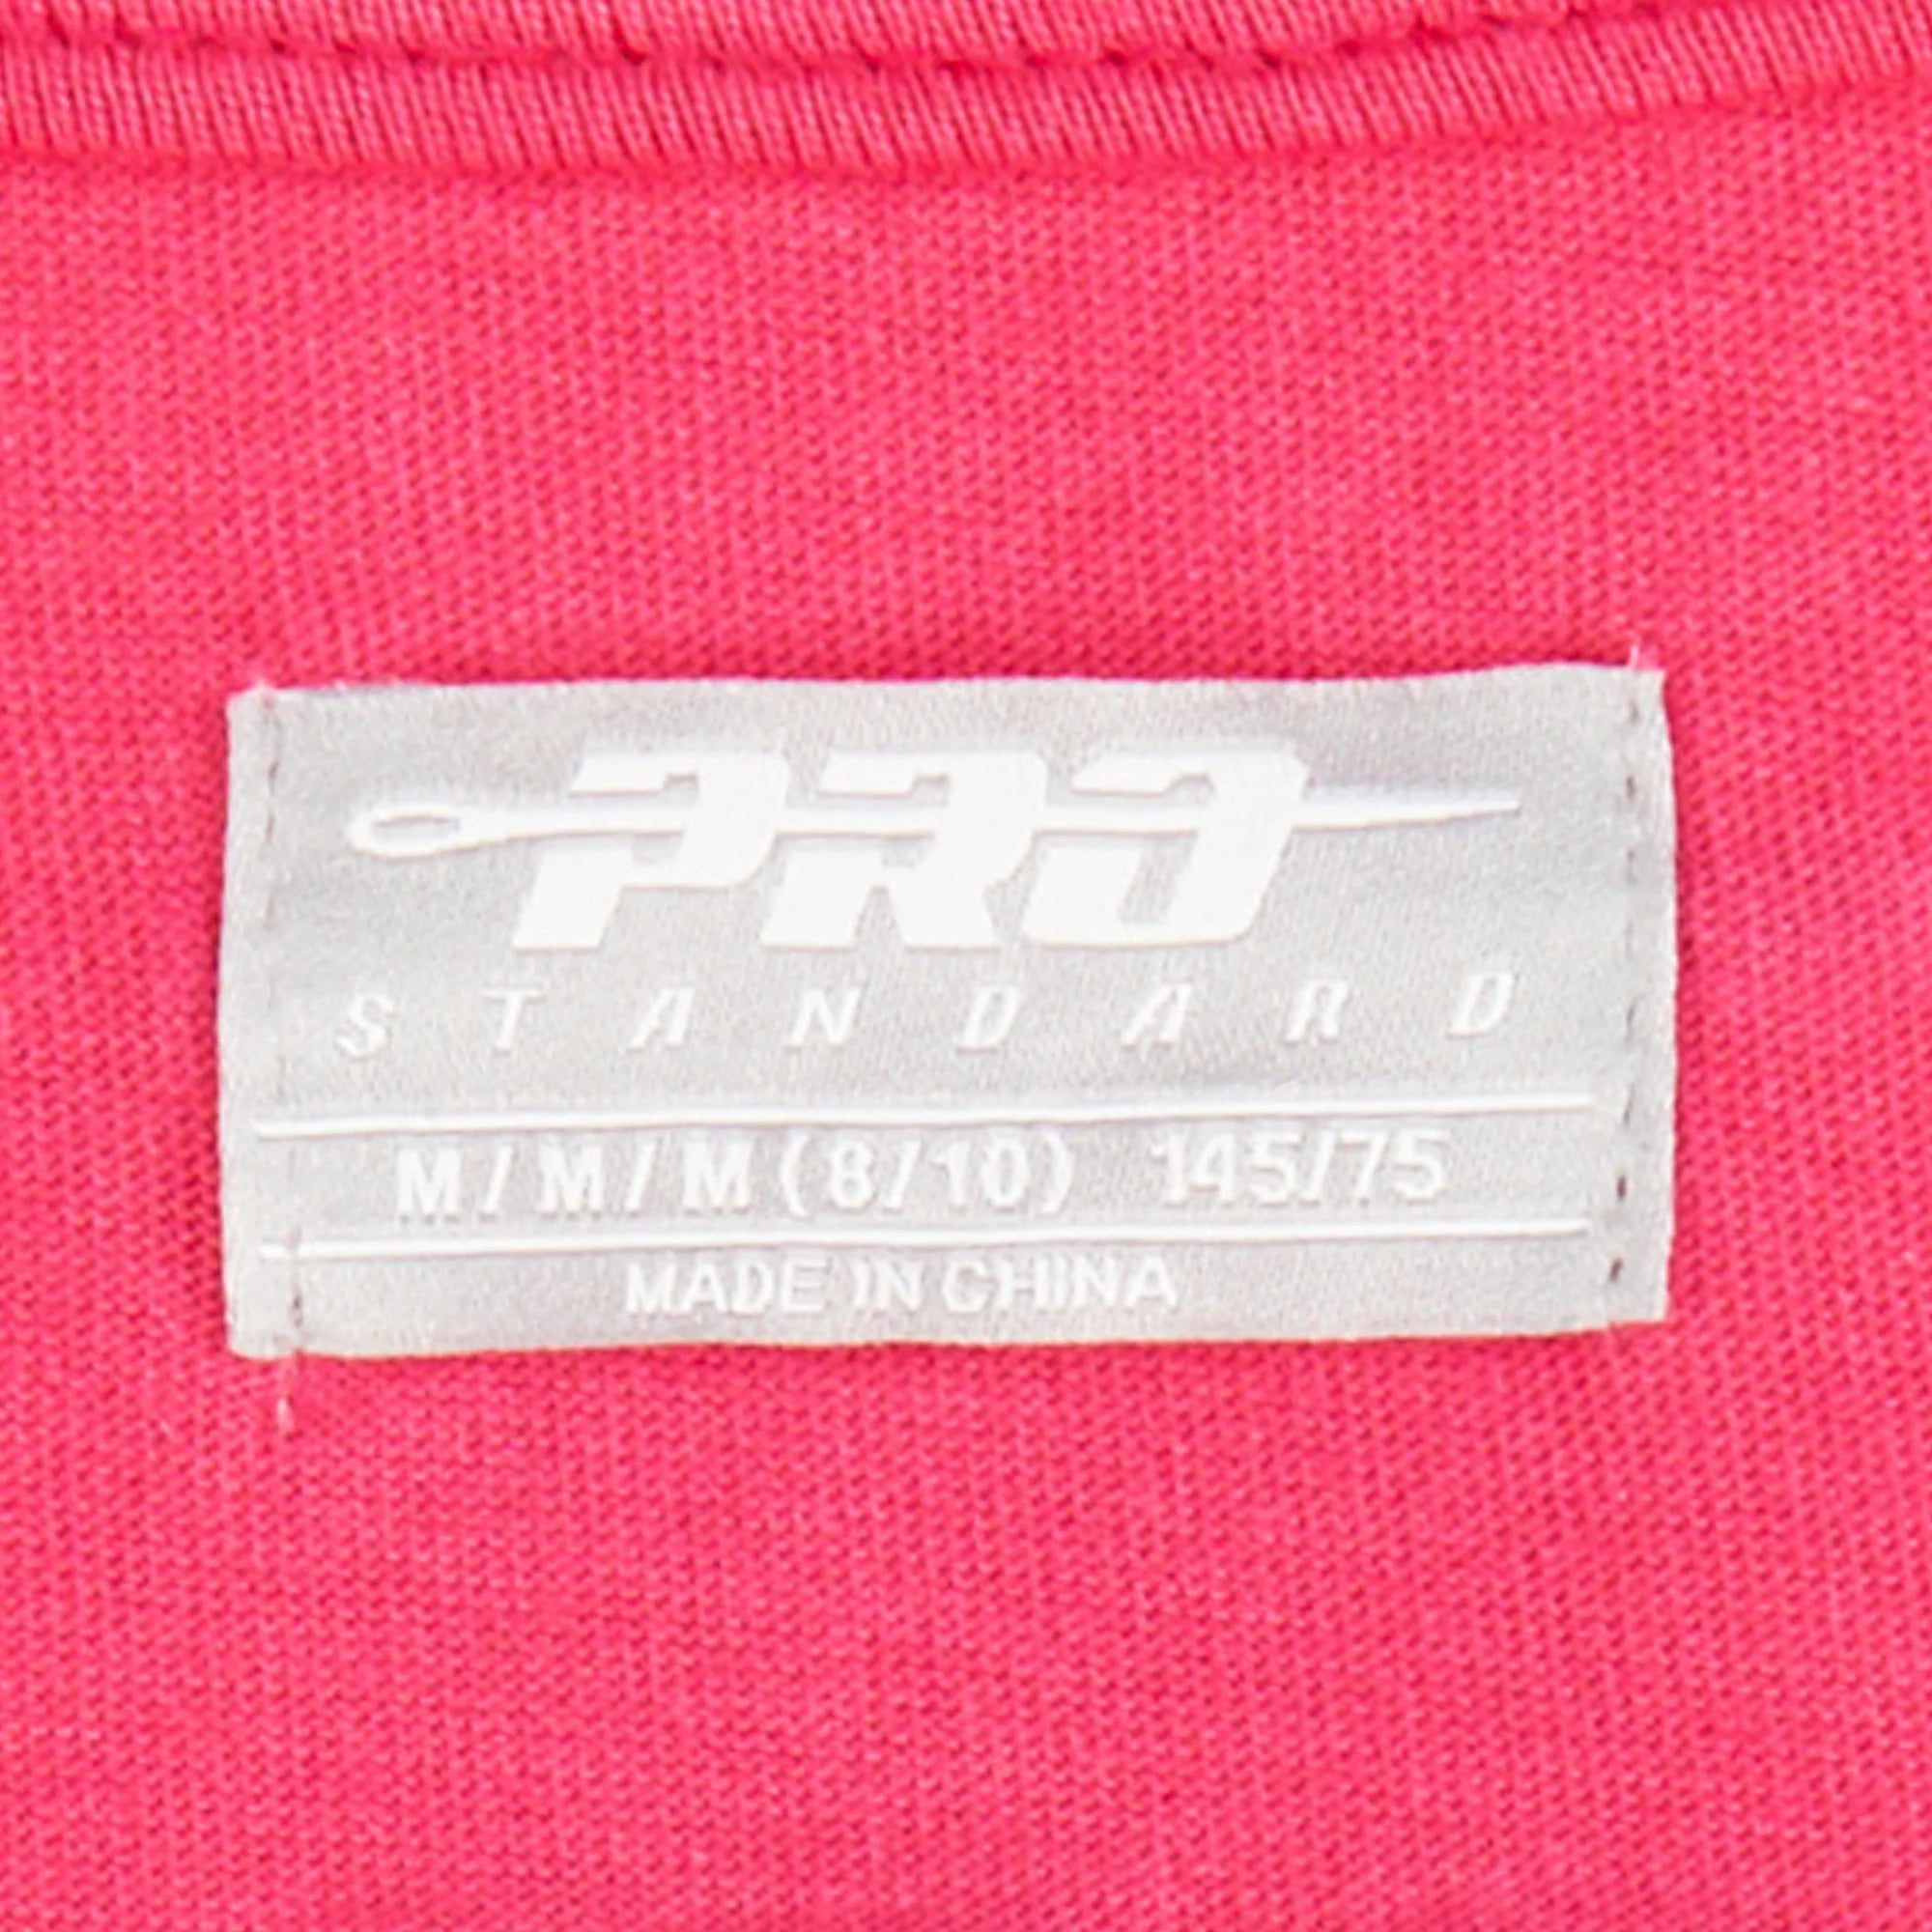 PRO
STANDARD
M/M/M(8/10) 145/75
MADE IN CHINA